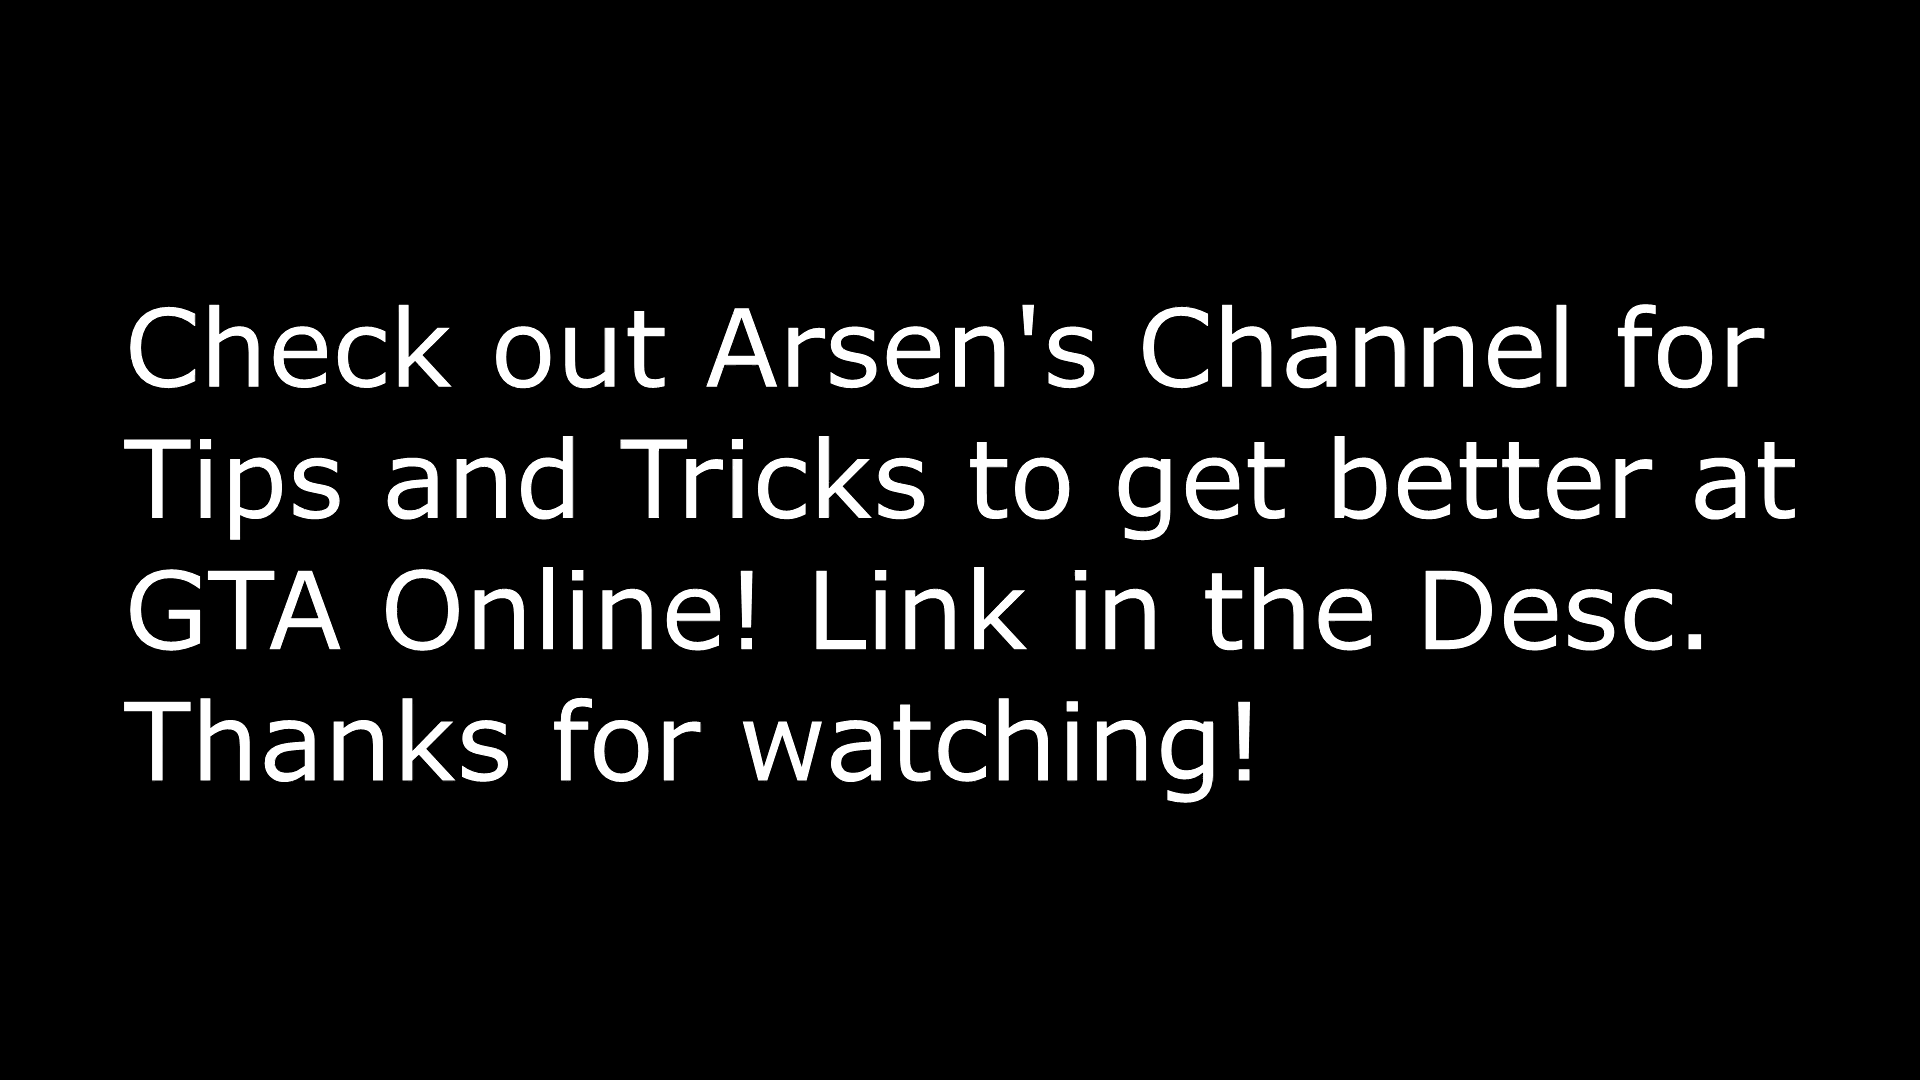 Check out Arsen's Channel for
Tips and Tricks to get better at
GTA Online! Link in the Desc.
Thanks for watching!